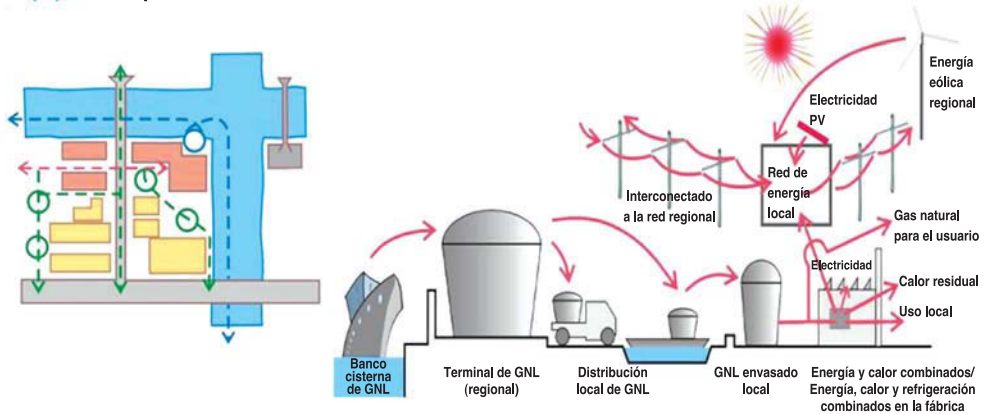 Energía
eólica
regional
Electricidad
PV
Red de
energía
local
Interconectado
a la red regional
Gas natural
para el usuario
Electricidad
Calor residual
Uso local
Banco
cisterna
de GNL
Terminal de GNL
(regional)
Distribución
local de GNL
GNL envasado
local
Energía y calor combinados/
Energía, calor y refrigeración
combinados en la fábrica